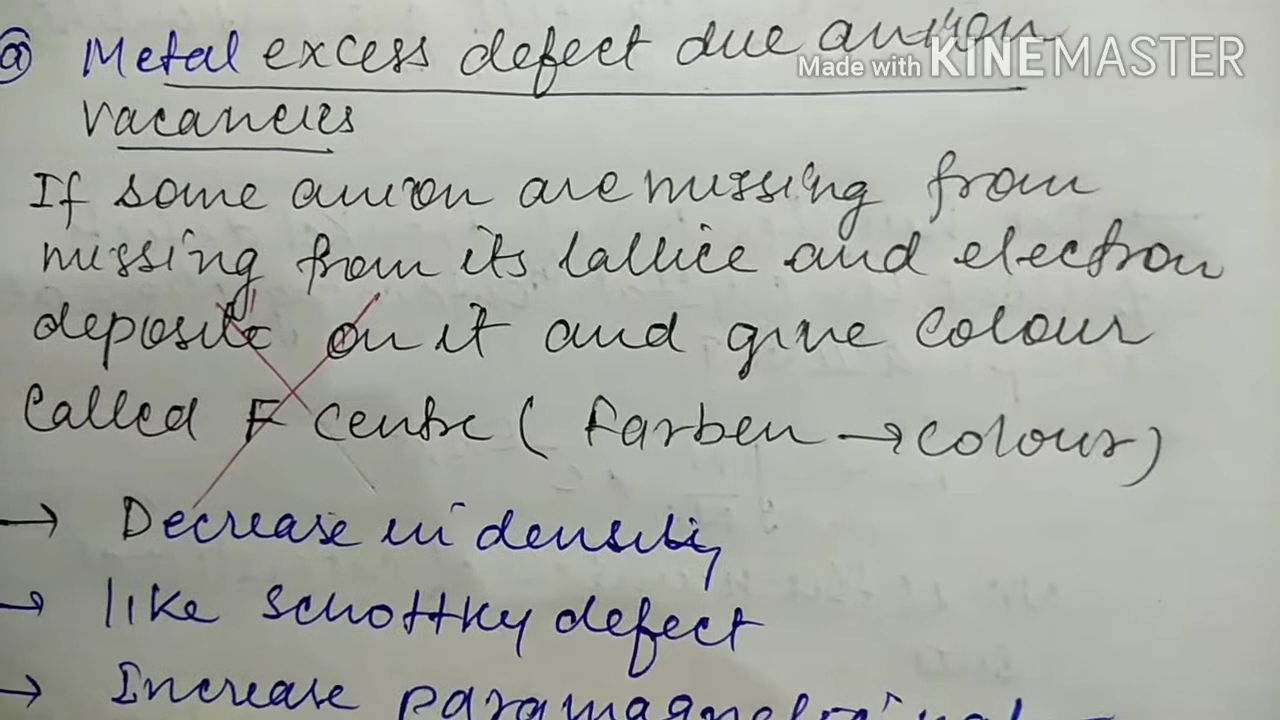 a Metal excess defect due anion
Made with KINEMASTER
vacancies
If some anion are missing from
missing from its lattice and electron
deposite on it and give colour
called F centre ( Farben → colour)
→ Decrease in density
→ like schottky defect
→ Increase